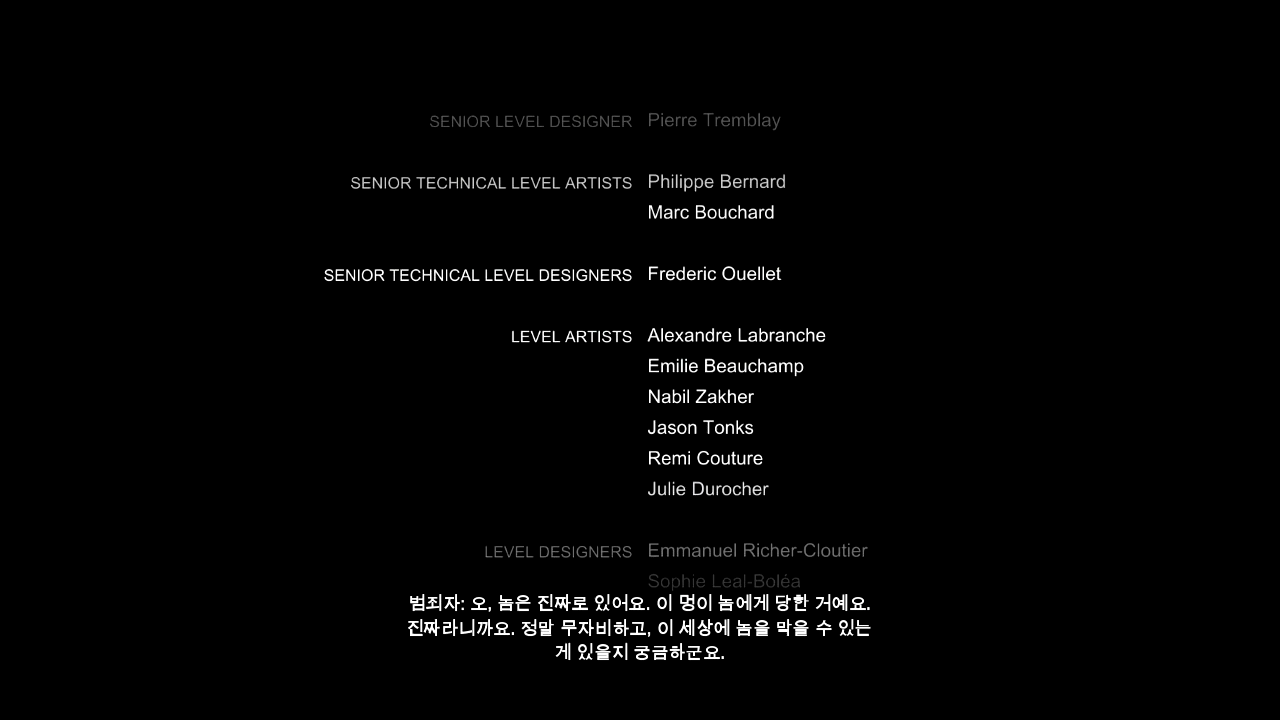 SENIOR LEVEL DESIGNER Pierre Tremblay
SENIOR TECHNICAL LEVEL ARTISTS Philippe Bernard
Marc Bouchard
SENIOR TECHNICAL LEVEL DESIGNERS Frederic Ouellet
LEVEL ARTISTS Alexandre Labranche
Emilie Beauchamp
Nabil Zakher
Jason Tonks
Remi Couture
Julie Durocher
LEVEL DESIGNERS Emmanuel Richer-Cloutier
Sophie Leal-Boléa
범죄자: 오, 놈은 진짜로 있어요. 이 멍이 놈에게 당한 거예요.
진짜라니까요. 정말 무자비하고, 이 세상에 놈을 막을 수 있는
게 있을지 궁금하군요.